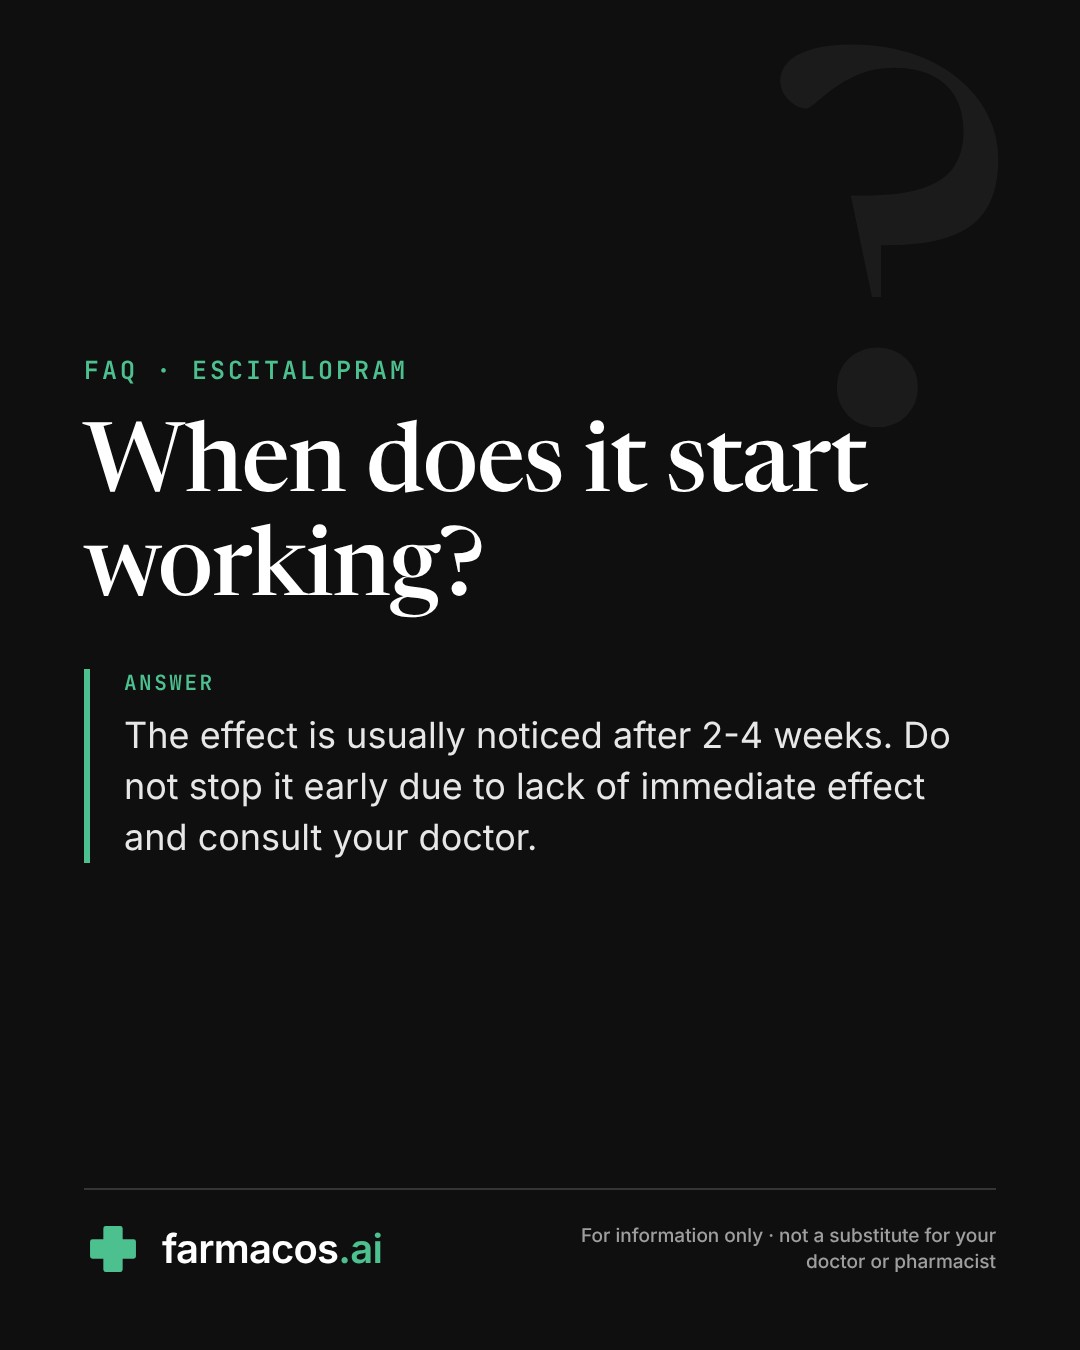 FAQ · ESCITALOPRAM
When does it start
working?
ANSWER
The effect is usually noticed after 2-4 weeks. Do
not stop it early due to lack of immediate effect
and consult your doctor.
farmacos.ai
For information only · not a substitute for your
doctor or pharmacist